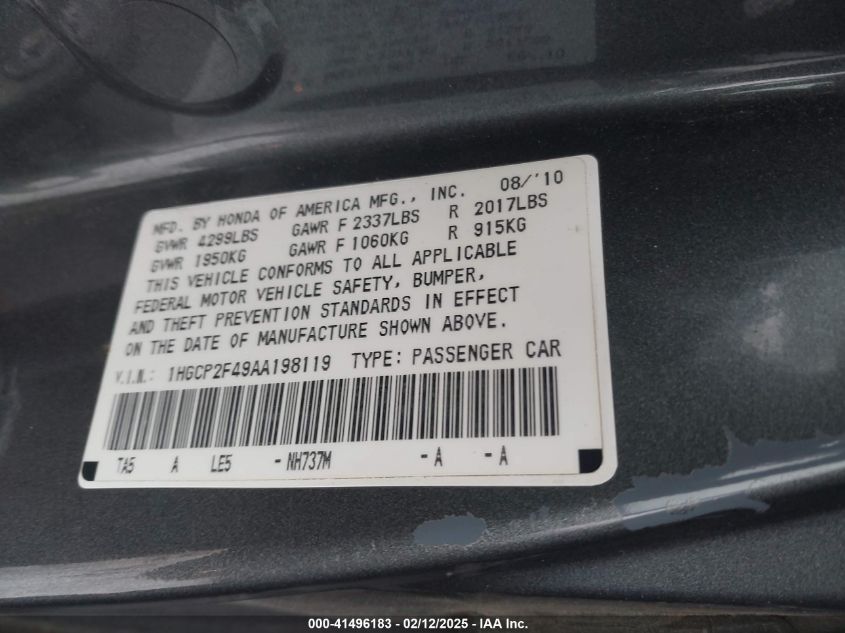 MFD. BY HONDA OF AMERICA MFG., INC. 08/'10
GVWR 4299LBS GAWR F 2337LBS R 2017LBS
GVWR 1950KG GAWR F 1060KG R 915KG
THIS VEHICLE CONFORMS TO ALL APPLICABLE
FEDERAL MOTOR VEHICLE SAFETY, BUMPER,
AND THEFT PREVENTION STANDARDS IN EFFECT
ON THE DATE OF MANUFACTURE SHOWN ABOVE.
V.I.N.: 1HGCP2F49AA198119 TYPE: PASSENGER CAR
TA5 A LE5 -NH737M -A -A
000-41496183 - 02/12/2025 - IAA Inc.